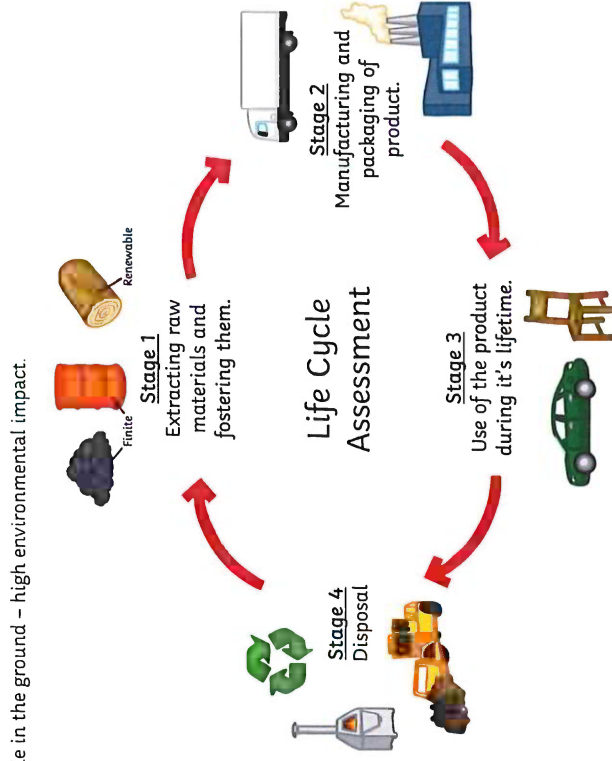 .e in the ground – high environmental impact.
Finite
Renewable
Stage 1
Extracting raw
materials and
fostering them.
Stage 2
Manufacturing and
packaging of
product.
Life Cycle
Assessment
Stage 3
Use of the product
during it's lifetime.
Stage 4
Disposal